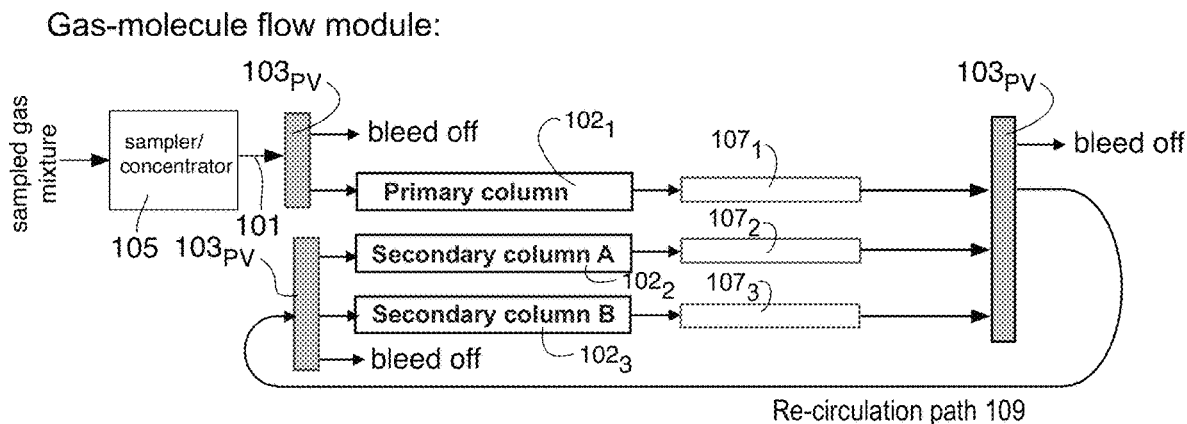 Gas-molecule flow module:
sampled gas
mixture
sampler/
concentrator
105
101
103PV
bleed off
Primary column
102₁
107₁
103PV
bleed off
103PV
Secondary column A
102₂
107₂
Secondary column B
102₃
107₃
bleed off
Re-circulation path 109